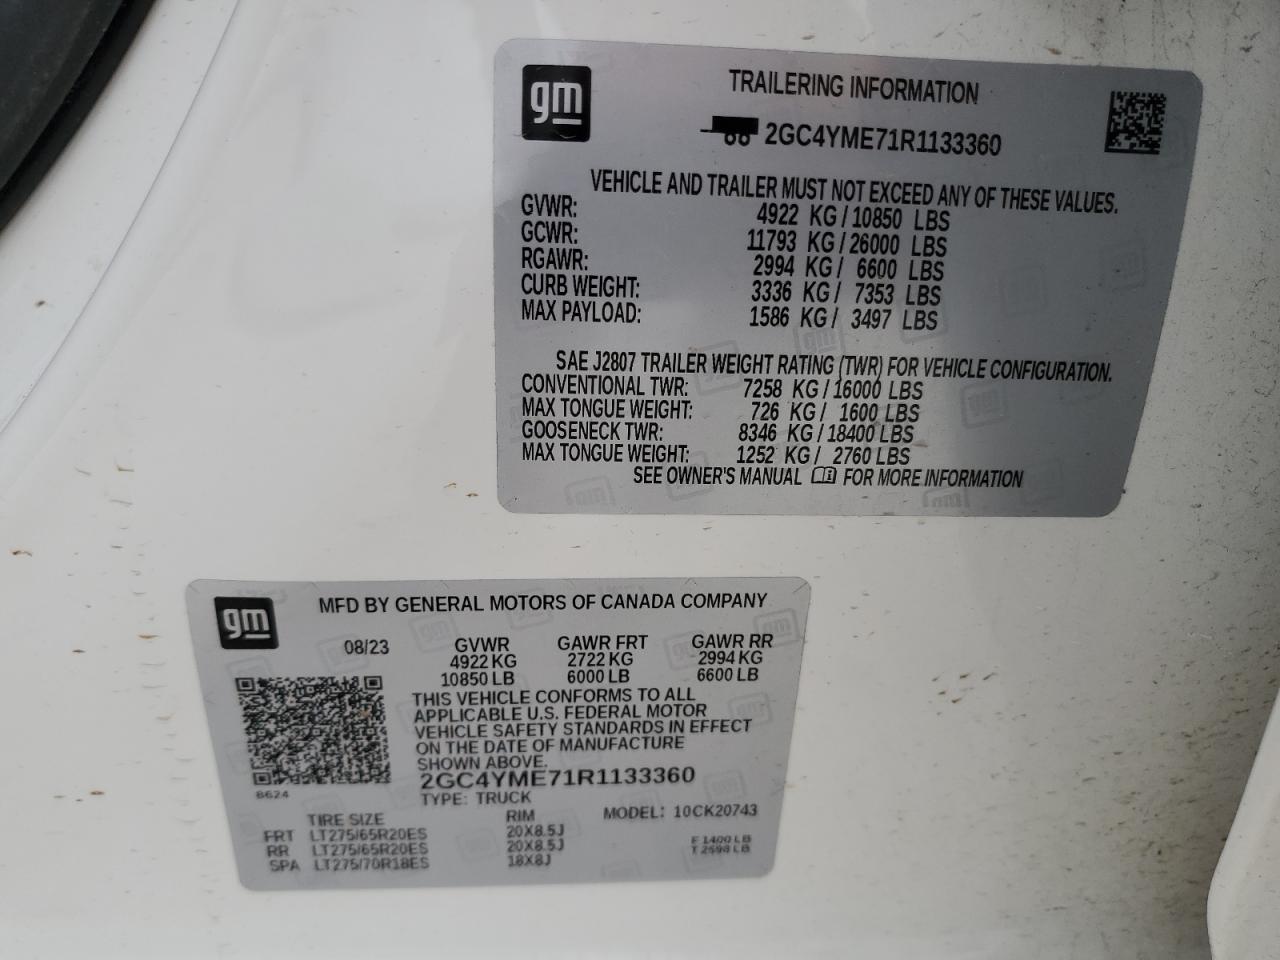 gm
TRAILERING INFORMATION
2GC4YME71R1133360
VEHICLE AND TRAILER MUST NOT EXCEED ANY OF THESE VALUES.
GVWR: 4922 KG / 10850 LBS
GCWR: 11793 KG / 26000 LBS
RGAWR: 2994 KG / 6600 LBS
CURB WEIGHT: 3336 KG / 7353 LBS
MAX PAYLOAD: 1586 KG / 3497 LBS
SAE J2807 TRAILER WEIGHT RATING (TWR) FOR VEHICLE CONFIGURATION.
CONVENTIONAL TWR: 7258 KG / 16000 LBS
MAX TONGUE WEIGHT: 726 KG / 1600 LBS
GOOSENECK TWR: 8346 KG / 18400 LBS
MAX TONGUE WEIGHT: 1252 KG / 2760 LBS
SEE OWNER'S MANUAL FOR MORE INFORMATION
gm
MFD BY GENERAL MOTORS OF CANADA COMPANY
08/23 GVWR GAWR FRT GAWR RR
4922 KG 2722 KG 2994 KG
10850 LB 6000 LB 6600 LB
THIS VEHICLE CONFORMS TO ALL
APPLICABLE U.S. FEDERAL MOTOR
VEHICLE SAFETY STANDARDS IN EFFECT
ON THE DATE OF MANUFACTURE
SHOWN ABOVE.
2GC4YME71R1133360
8624 TYPE: TRUCK
TIRE SIZE RIM MODEL: 10CK20743
FRT LT275/65R20ES 20X8.5J F 1400 LB
RR LT275/65R20ES 20X8.5J T 2598 LB
SPA LT275/70R18ES 18X8J